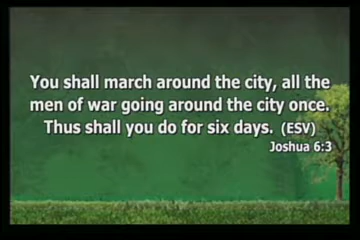 You shall march around the city, all the
men of war going around the city once.
Thus shall you do for six days. (ESV)
Joshua 6:3